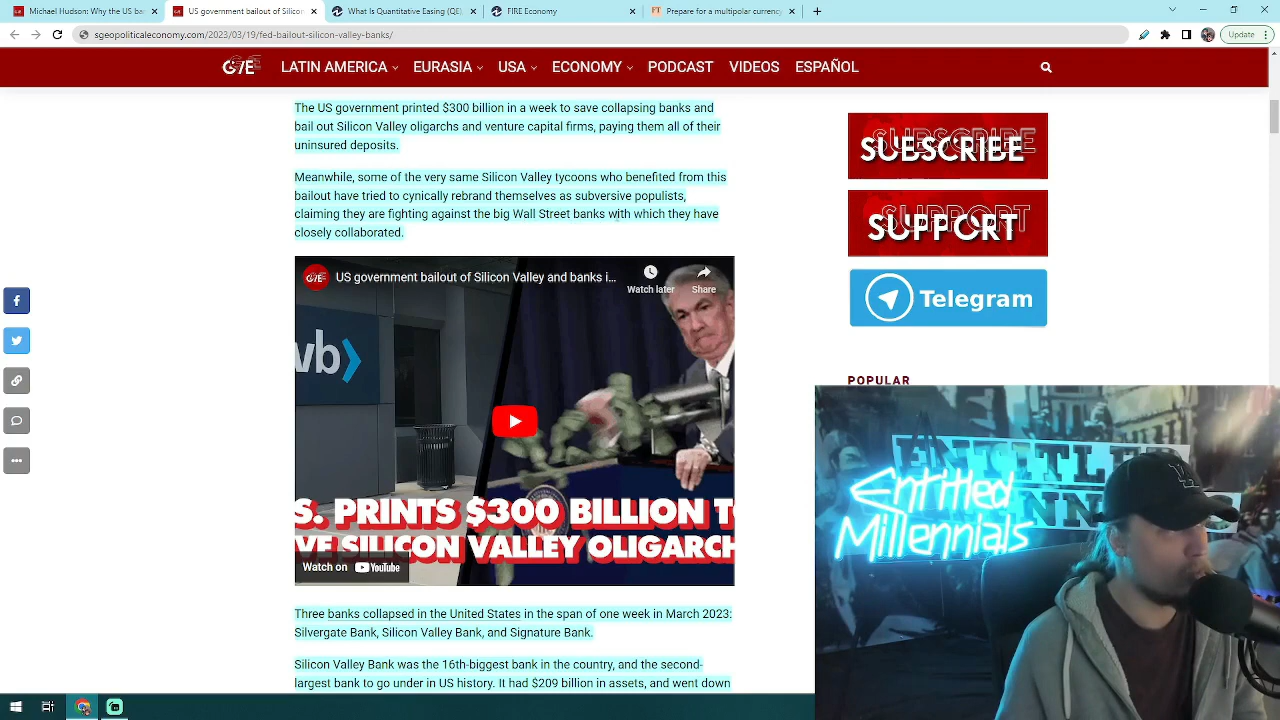 Michael Hudson: Why the US ba
US government bailout of Silicon
What Is Quantitative Easing (QE)
FIRE Economy
Prepare for a multipolar currency
sgeopoliticaleconomy.com/2023/03/19/fed-bailout-silicon-valley-banks/
Update
LATIN AMERICA EURASIA USA ECONOMY PODCAST VIDEOS ESPAÑOL
The US government printed $300 billion in a week to save collapsing banks and
bail out Silicon Valley oligarchs and venture capital firms, paying them all of their
uninsured deposits.
Meanwhile, some of the very same Silicon Valley tycoons who benefited from this
bailout have tried to cynically rebrand themselves as subversive populists,
claiming they are fighting against the big Wall Street banks with which they have
closely collaborated.
US government bailout of Silicon Valley and banks i...
Watch later
Share
vb
S. PRINTS $300 BILLION T
VE SILICON VALLEY OLIGARCH
Watch on YouTube
Three banks collapsed in the United States in the span of one week in March 2023:
Silvergate Bank, Silicon Valley Bank, and Signature Bank.
Silicon Valley Bank was the 16th-biggest bank in the country, and the second-
largest bank to go under in US history. It had $209 billion in assets, and went down
SUBSCRIBE
SUPPORT
Telegram
POPULAR
Entitled
Millennials